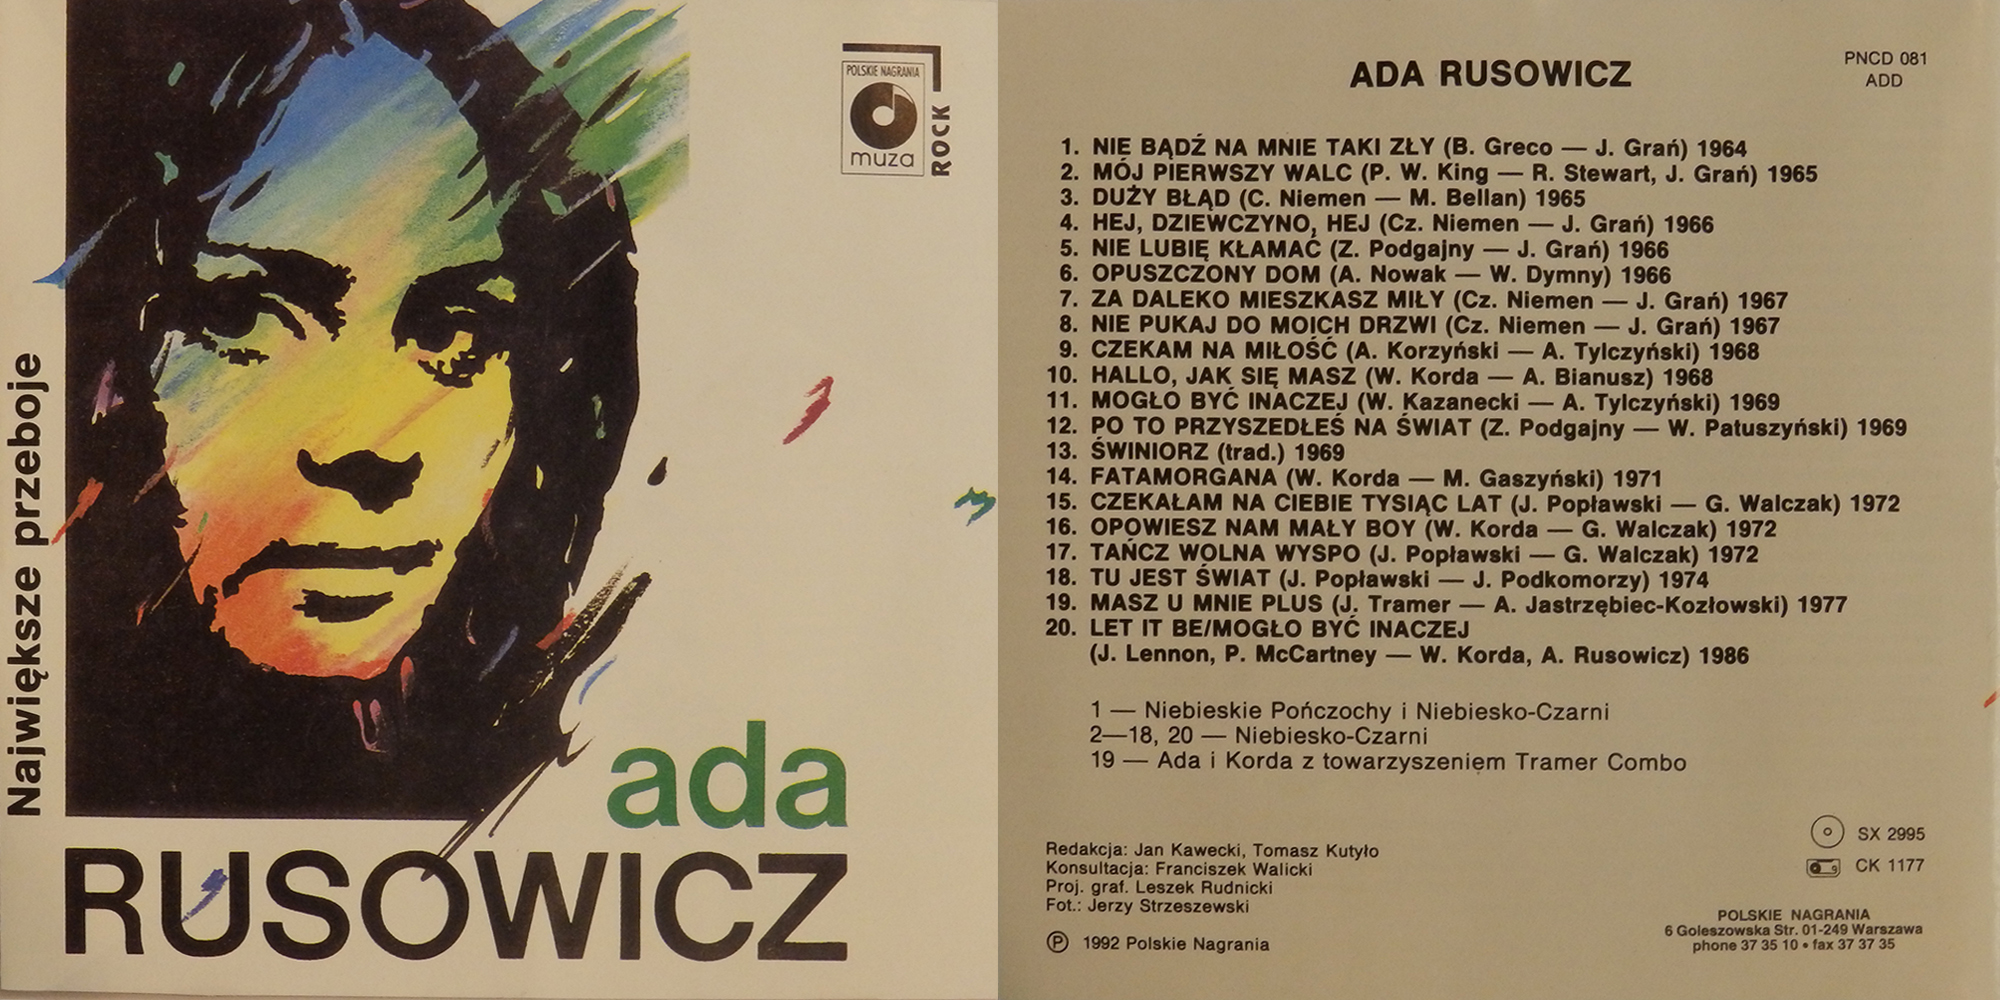 Największe przeboje
POLSKIE NAGRANIA
muza
ROCK
ada
RUSOWICZ
ADA RUSOWICZ
PNCD 081
ADD
1. NIE BĄDŹ NA MNIE TAKI ZŁY (B. Greco — J. Grań) 1964
2. MÓJ PIERWSZY WALC (P. W. King — R. Stewart, J. Grań) 1965
3. DUŻY BŁĄD (C. Niemen — M. Bellan) 1965
4. HEJ, DZIEWCZYNO, HEJ (Cz. Niemen — J. Grań) 1966
5. NIE LUBIĘ KŁAMAĆ (Z. Podgajny — J. Grań) 1966
6. OPUSZCZONY DOM (A. Nowak — W. Dymny) 1966
7. ZA DALEKO MIESZKASZ MIŁY (Cz. Niemen — J. Grań) 1967
8. NIE PUKAJ DO MOICH DRZWI (Cz. Niemen — J. Grań) 1967
9. CZEKAM NA MIŁOŚĆ (A. Korzyński — A. Tylczyński) 1968
10. HALLO, JAK SIĘ MASZ (W. Korda — A. Bianusz) 1968
11. MOGŁO BYĆ INACZEJ (W. Kazanecki — A. Tylczyński) 1969
12. PO TO PRZYSZEDŁEŚ NA ŚWIAT (Z. Podgajny — W. Patuszyński) 1969
13. ŚWINIORZ (trad.) 1969
14. FATAMORGANA (W. Korda — M. Gaszyński) 1971
15. CZEKAŁAM NA CIEBIE TYSIĄC LAT (J. Popławski — G. Walczak) 1972
16. OPOWIESZ NAM MAŁY BOY (W. Korda — G. Walczak) 1972
17. TAŃCZ WOLNA WYSPO (J. Popławski — G. Walczak) 1972
18. TU JEST ŚWIAT (J. Popławski — J. Podkomorzy) 1974
19. MASZ U MNIE PLUS (J. Tramer — A. Jastrzębiec-Kozłowski) 1977
20. LET IT BE/MOGŁO BYĆ INACZEJ
(J. Lennon, P. McCartney — W. Korda, A. Rusowicz) 1986
1 — Niebieskie Pończochy i Niebiesko-Czarni
2—18, 20 — Niebiesko-Czarni
19 — Ada i Korda z towarzyszeniem Tramer Combo
SX 2995
CK 1177
Redakcja: Jan Kawecki, Tomasz Kutyło
Konsultacja: Franciszek Walicki
Proj. graf. Leszek Rudnicki
Fot.: Jerzy Strzeszewski
Ⓟ 1992 Polskie Nagrania
POLSKIE NAGRANIA
6 Goleszowska Str. 01-249 Warszawa
phone 37 35 10 • fax 37 37 35